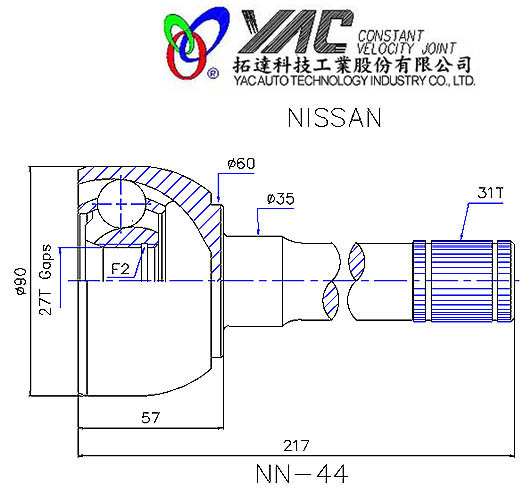 YAC CONSTANT
VELOCITY JOINT
®
拓達科技工業股份有限公司
YAC AUTO TECHNOLOGY INDUSTRY CO., LTD.
NISSAN
ø60
ø35
31T
ø90
27T Gaps
F2
57
217
NN-44